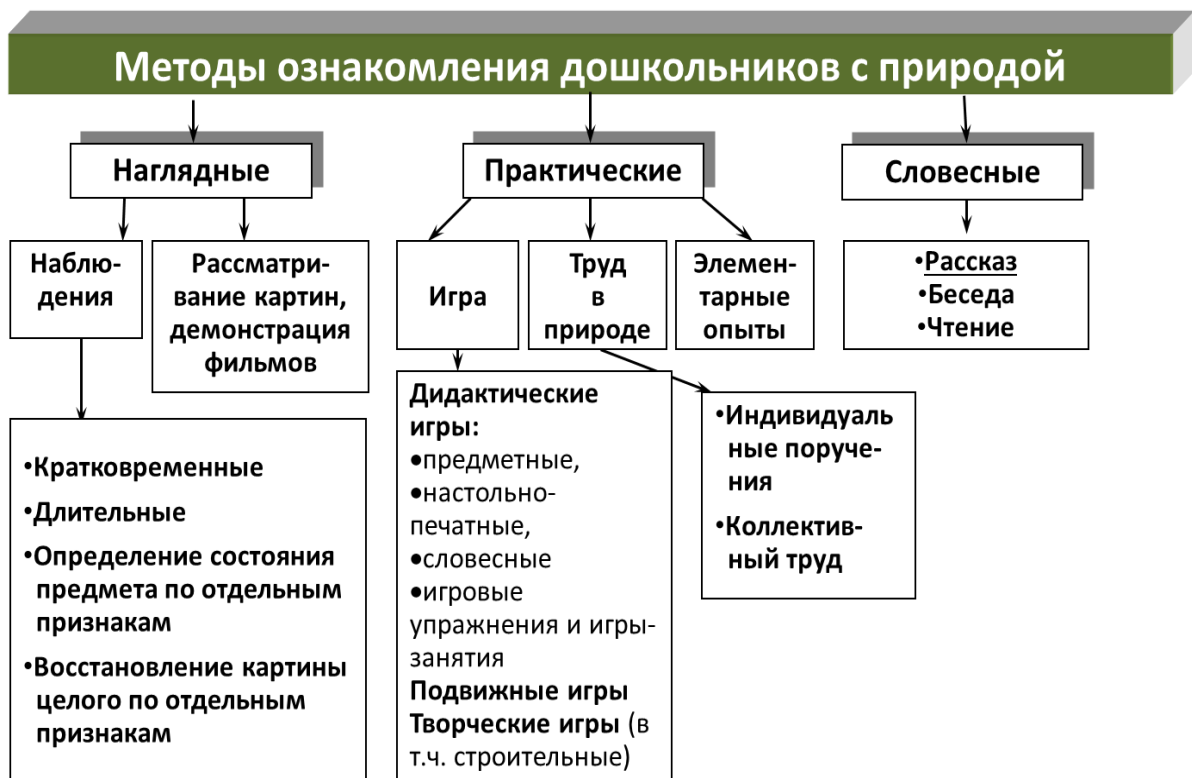 Методы ознакомления дошкольников с природой
Наглядные
Практические
Словесные
Наблю-
дения
Рассматри-
вание картин,
демонстрация
фильмов
Игра
Труд
в
природе
Элемен-
тарные
опыты
•Рассказ
•Беседа
•Чтение
•Кратковременные
•Длительные
•Определение состояния
предмета по отдельным
признакам
•Восстановление картины
целого по отдельным
признакам
Дидактические
игры:
•предметные,
•настольно-
печатные,
•словесные
•игровые
упражнения и игры-
занятия
Подвижные игры
Творческие игры (в
т.ч. строительные)
•Индивидуаль
ные поруче-
ния
•Коллектив-
ный труд